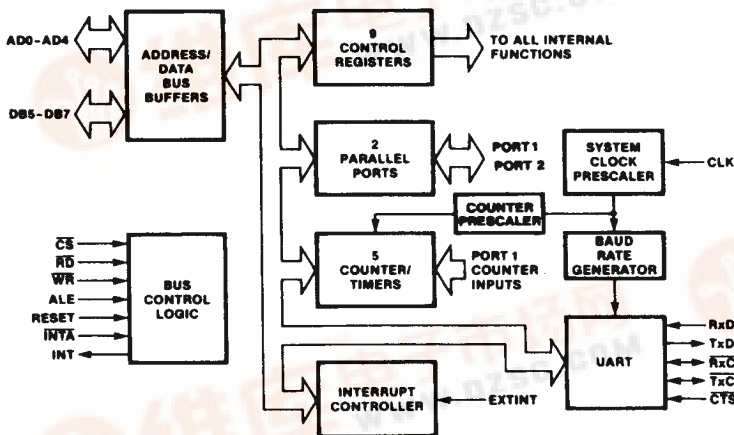 AD0-AD4
DB5-DB7
ADDRESS/
DATA
BUS
BUFFERS
9
CONTROL
REGISTERS
TO ALL INTERNAL
FUNCTIONS
2
PARALLEL
PORTS
PORT 1
PORT 2
SYSTEM
CLOCK
PRESCALER
CLK
COUNTER
PRESCALER
5
COUNTER/
TIMERS
PORT 1
COUNTER
INPUTS
BAUD
RATE
GENERATOR
CS
RD
WR
ALE
RESET
INTA
INT
BUS
CONTROL
LOGIC
UART
RxD
TxD
RxC
TxC
CTS
INTERRUPT
CONTROLLER
EXTINT
WWW.DZSC.COM